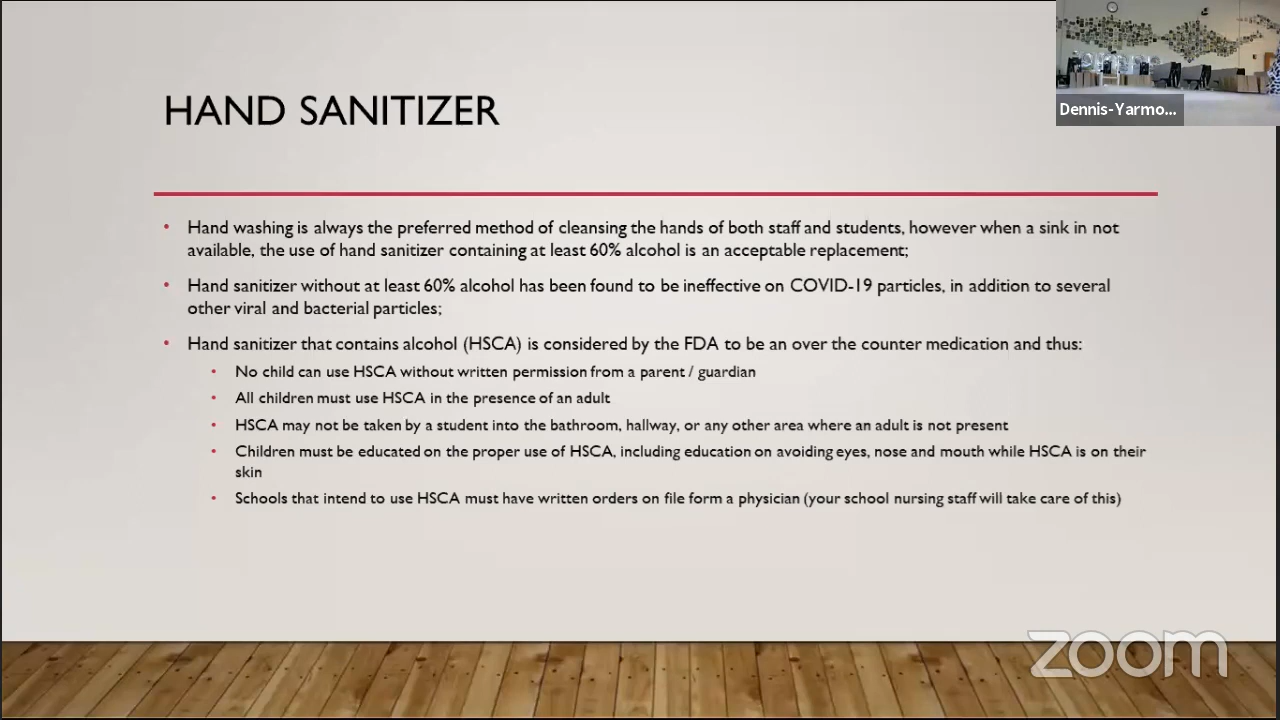 HAND SANITIZER
Dennis-Yarmo...
• Hand washing is always the preferred method of cleansing the hands of both staff and students, however when a sink in not
available, the use of hand sanitizer containing at least 60% alcohol is an acceptable replacement;
• Hand sanitizer without at least 60% alcohol has been found to be ineffective on COVID-19 particles, in addition to several
other viral and bacterial particles;
• Hand sanitizer that contains alcohol (HSCA) is considered by the FDA to be an over the counter medication and thus:
• No child can use HSCA without written permission from a parent / guardian
• All children must use HSCA in the presence of an adult
• HSCA may not be taken by a student into the bathroom, hallway, or any other area where an adult is not present
• Children must be educated on the proper use of HSCA, including education on avoiding eyes, nose and mouth while HSCA is on their
skin
• Schools that intend to use HSCA must have written orders on file form a physician (your school nursing staff will take care of this)
zoom